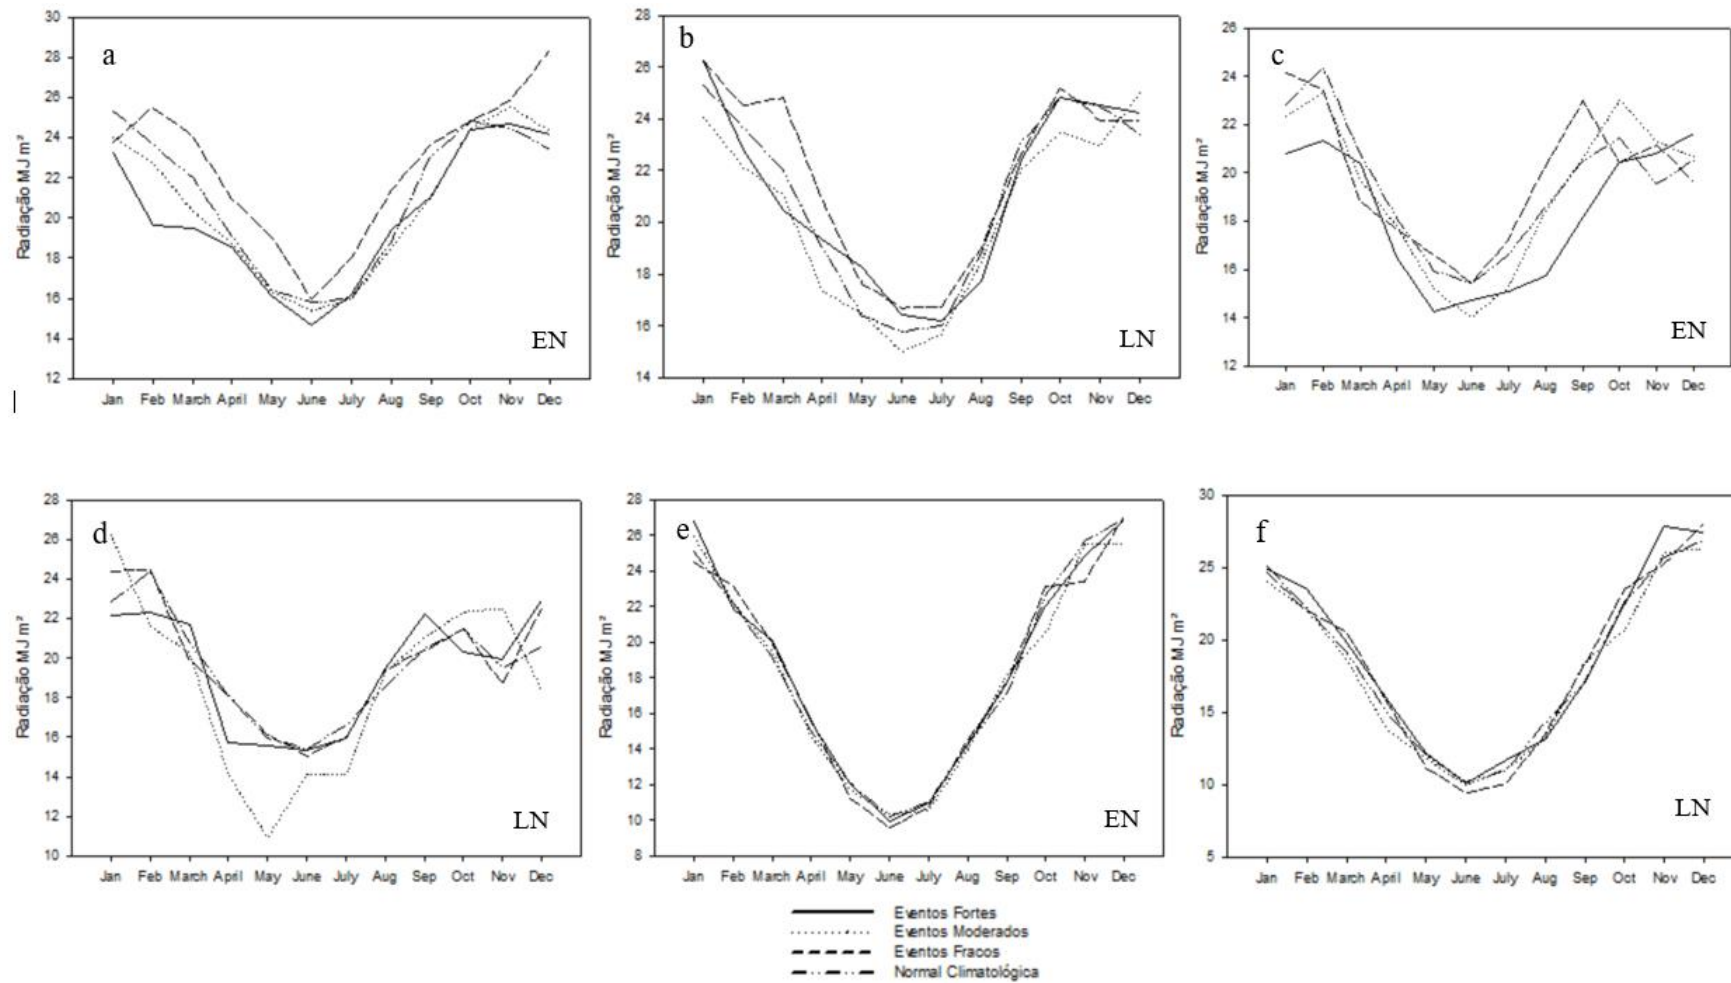 a
30
28
26
24
22
20
18
16
14
12
Radiação MJ m²
Jan Feb March April May June July Aug Sep Oct Nov Dec
EN
b
28
26
24
22
20
18
16
14
Radiação MJ m²
Jan Feb March April May June July Aug Sep Oct Nov Dec
LN
c
26
24
22
20
18
16
14
12
Radiação MJ m²
Jan Feb March April May June July Aug Sep Oct Nov Dec
EN
d
28
26
24
22
20
18
16
14
12
10
Radiação MJ m²
Jan Feb March April May June July Aug Sep Oct Nov Dec
LN
e
28
26
24
22
20
18
16
14
12
10
8
Radiação MJ m²
Jan Feb March April May June July Aug Sep Oct Nov Dec
EN
f
30
25
20
15
10
5
Radiação MJ m²
Jan Feb March April May June July Aug Sep Oct Nov Dec
LN
Eventos Fortes
Eventos Moderados
Eventos Fracos
Normal Climatológica